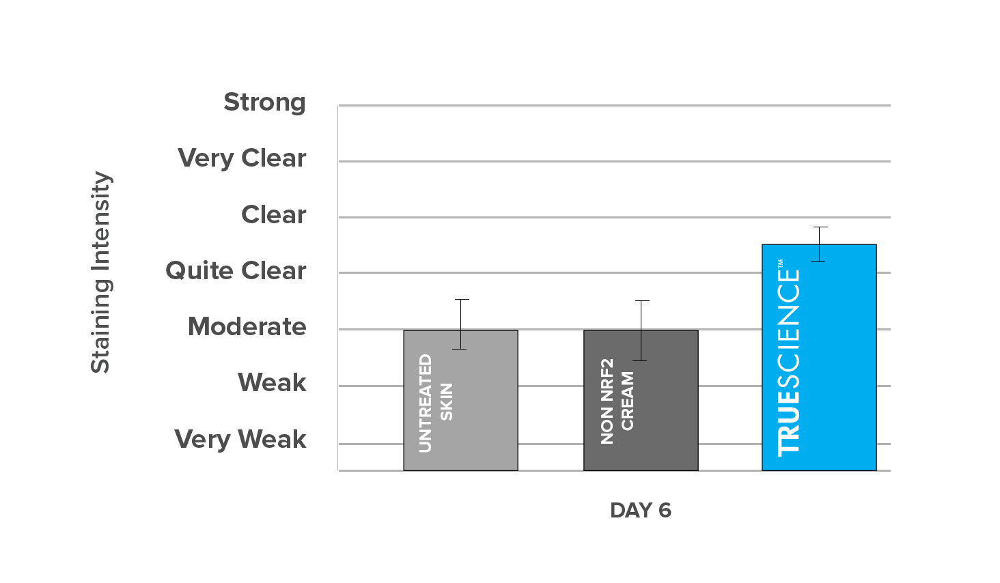 Strong
Very Clear
Clear
Quite Clear
Moderate
Weak
Very Weak
Staining Intensity
UNTREATED
SKIN
NON NRF2
CREAM
TRUESCIENCE™
DAY 6